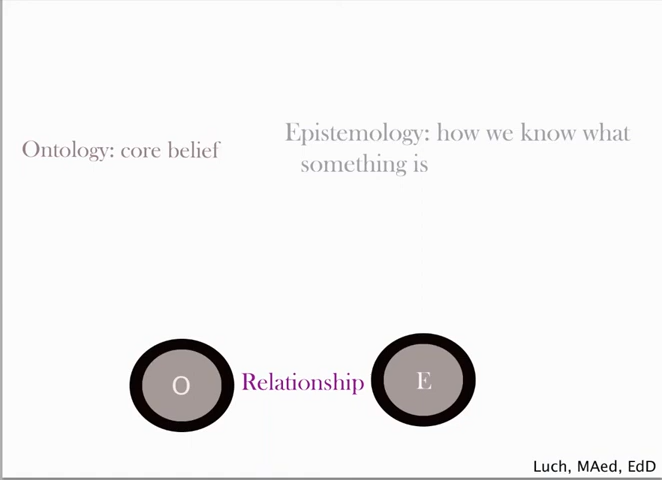 Ontology: core belief
Epistemology: how we know what
something is
O
Relationship
E
Luch, MAed, EdD